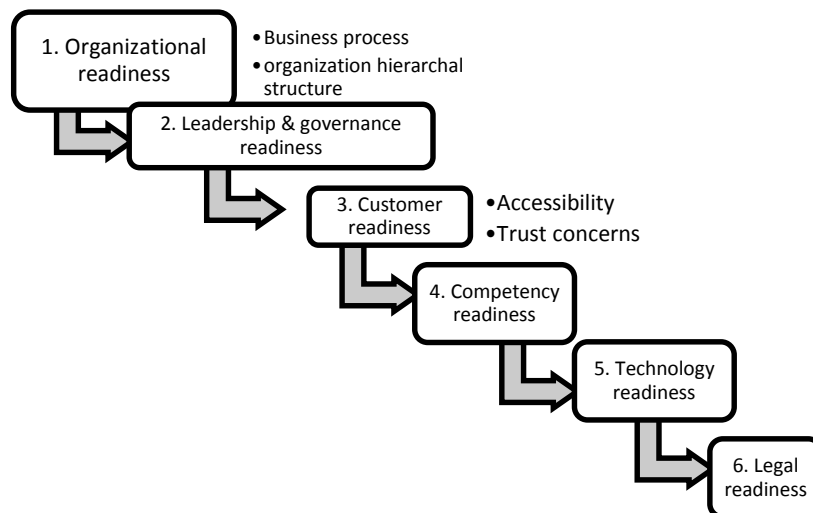 1. Organizational
readiness
•Business process
•organization hierarchal
structure
2. Leadership & governance
readiness
3. Customer
readiness
•Accessibility
•Trust concerns
4. Competency
readiness
5. Technology
readiness
6. Legal
readiness